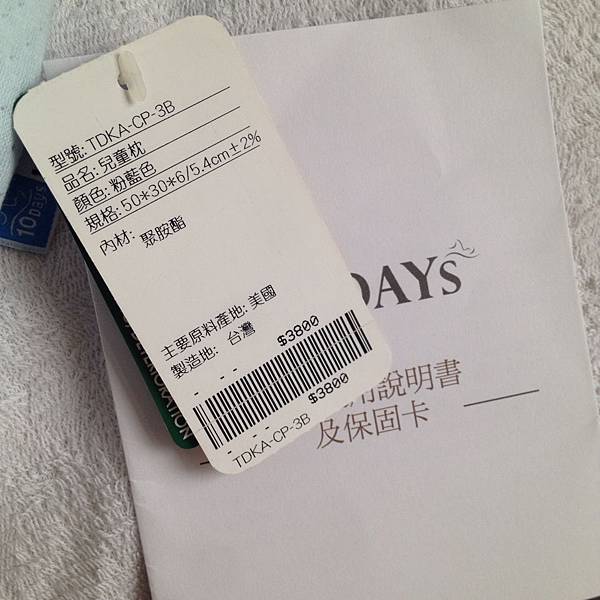 型號: TDKA-CP-3B
品名: 兒童枕
顏色: 粉藍色
規格: 50*30*6/5.4cm±2%
內材: 聚胺酯
主要原料產地: 美國
製造地: 台灣
$3800
$3800
TDKA-CP-3B
10DAYS
DAYs
用說明書
及保固卡